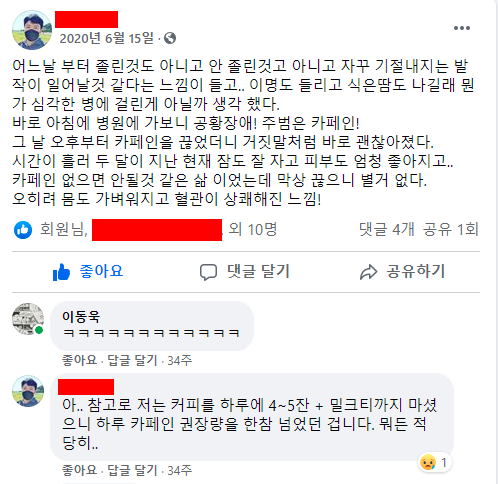 2020년 6월 15일 ·
어느날 부터 졸린것도 아니고 안 졸린것고 아니고 자꾸 기절내지는 발
작이 일어날것 같다는 느낌이 들고.. 이명도 들리고 식은땀도 나길래 뭔
가 심각한 병에 걸린게 아닐까 생각 했다.
바로 아침에 병원에 가보니 공황장애! 주범은 카페인!
그 날 오후부터 카페인을 끊었더니 거짓말처럼 바로 괜찮아졌다.
시간이 흘러 두 달이 지난 현재 잠도 잘 자고 피부도 엄청 좋아지고..
카페인 없으면 안될것 같은 삶 이었는데 막상 끊으니 별거 없다.
오히려 몸도 가벼워지고 혈관이 상쾌해진 느낌!
회원님, 외 10명 댓글 4개 공유 1회
좋아요 댓글 달기 공유하기
이동욱
ㅋㅋㅋㅋㅋㅋㅋㅋㅋㅋㅋㅋ
좋아요 · 답글 달기 · 34주
아.. 참고로 저는 커피를 하루에 4~5잔 + 밀크티까지 마셨
으니 하루 카페인 권장량을 한참 넘었던 겁니다. 뭐든 적
당히..
1
좋아요 · 답글 달기 · 34주